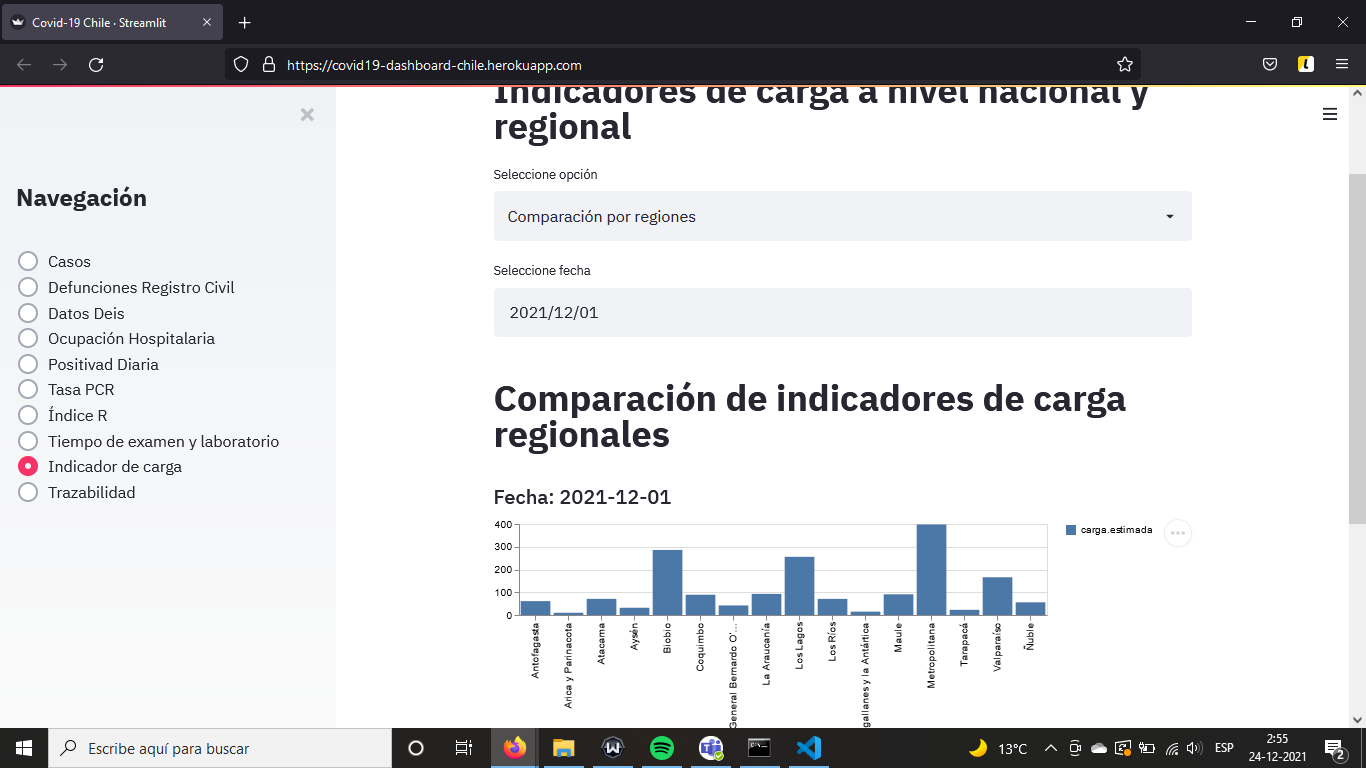 Covid-19 Chile · Streamlit
https://covid19-dashboard-chile.herokuapp.com
Navegación
Casos
Defunciones Registro Civil
Datos Deis
Ocupación Hospitalaria
Positivad Diaria
Tasa PCR
Índice R
Tiempo de examen y laboratorio
Indicador de carga
Trazabilidad
Indicadores de carga a nivel nacional y
regional
Seleccione opción
Comparación por regiones
Seleccione fecha
2021/12/01
Comparación de indicadores de carga
regionales
Fecha: 2021-12-01
400
300
200
100
0
carga.estimada
Antofagasta
Arica y Parinacota
Atacama
Aysén
Biobio
Coquimbo
General Bernardo O'...
La Araucanía
Los Lagos
Los Ríos
gallanes y la Antártica
Maule
Metropolitana
Tarapacá
Valparaíso
Ñuble
Escribe aquí para buscar
13°C
ESP
2:55
24-12-2021
2